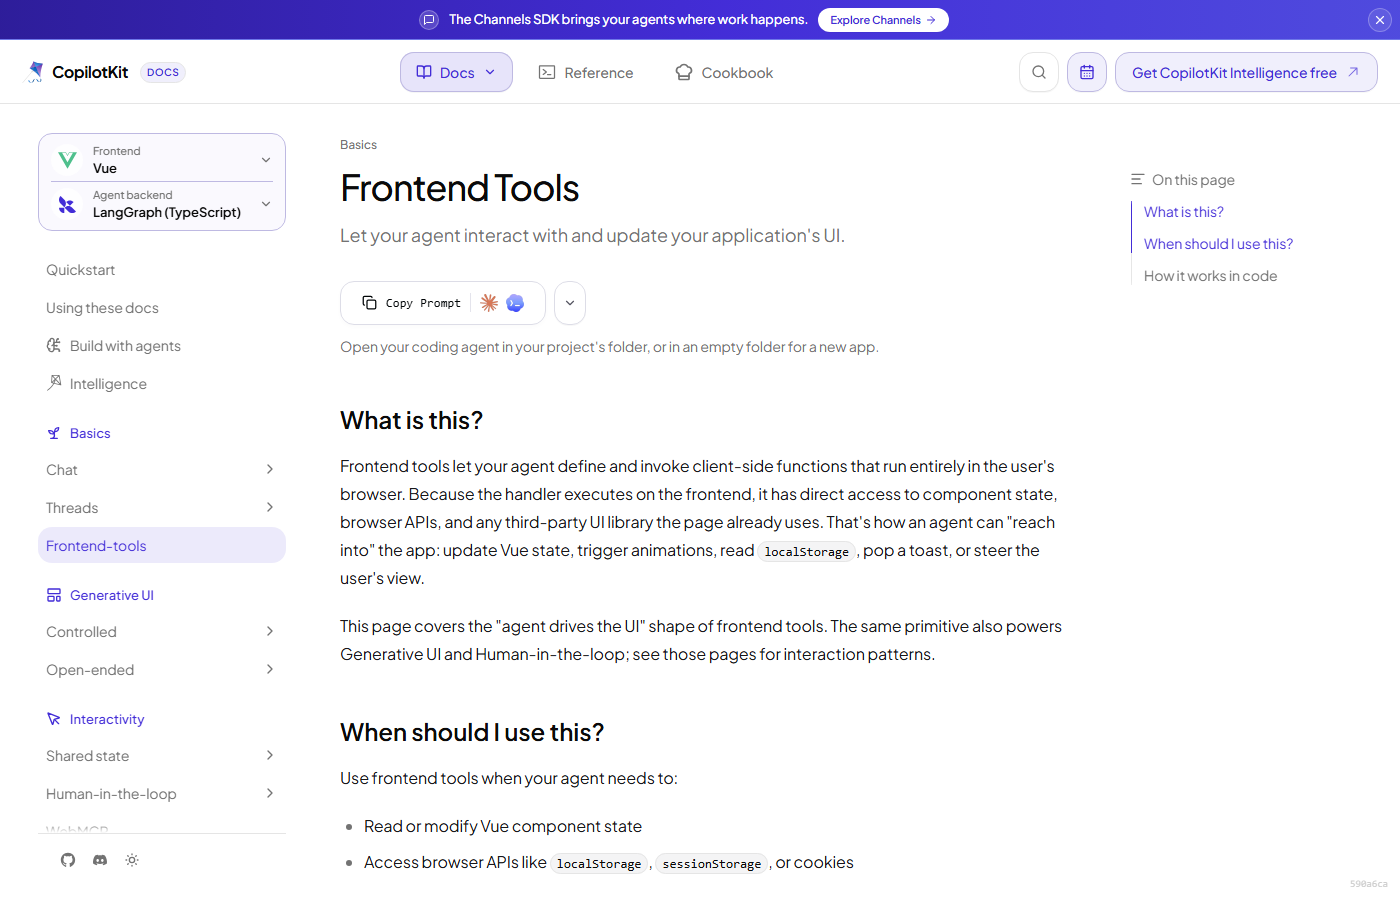 The Channels SDK brings your agents where work happens.
Explore Channels →
CopilotKit
DOCS
Docs
Reference
Cookbook
Get CopilotKit Intelligence free
Frontend
Vue
Agent backend
LangGraph (TypeScript)
Quickstart
Using these docs
Build with agents
Intelligence
Basics
Chat
Threads
Frontend-tools
Generative UI
Controlled
Open-ended
Interactivity
Shared state
Human-in-the-loop
WebMCP
Basics
Frontend Tools
Let your agent interact with and update your application's UI.
Copy Prompt
Open your coding agent in your project's folder, or in an empty folder for a new app.
What is this?
Frontend tools let your agent define and invoke client-side functions that run entirely in the user's
browser. Because the handler executes on the frontend, it has direct access to component state,
browser APIs, and any third-party UI library the page already uses. That's how an agent can "reach
into" the app: update Vue state, trigger animations, read localStorage, pop a toast, or steer the
user's view.
This page covers the "agent drives the UI" shape of frontend tools. The same primitive also powers
Generative UI and Human-in-the-loop; see those pages for interaction patterns.
When should I use this?
Use frontend tools when your agent needs to:
• Read or modify Vue component state
• Access browser APIs like localStorage, sessionStorage, or cookies
On this page
What is this?
When should I use this?
How it works in code
590a6ca